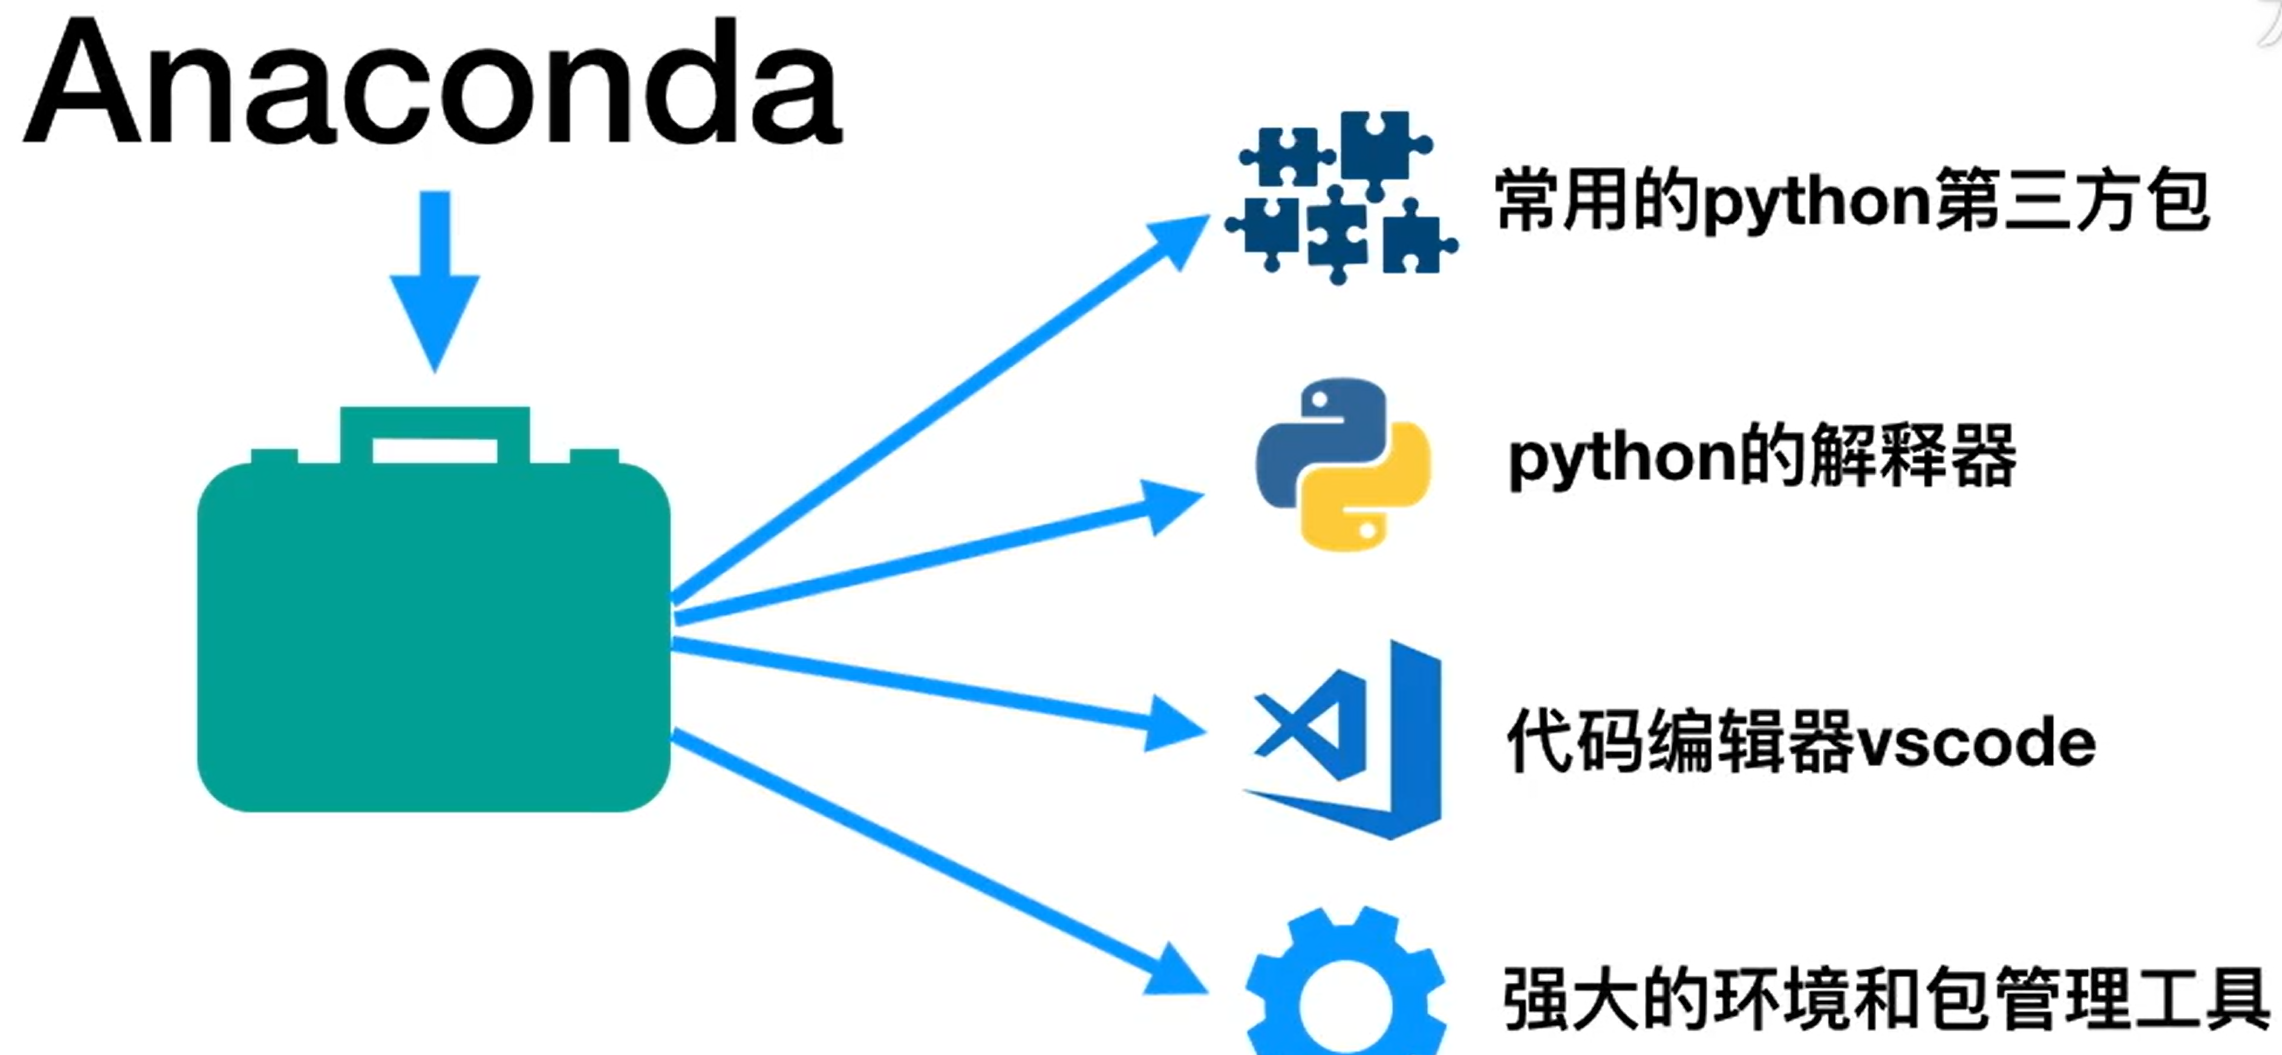 Anaconda
常用的python第三方包
python的解释器
代码编辑器vscode
强大的环境和包管理工具